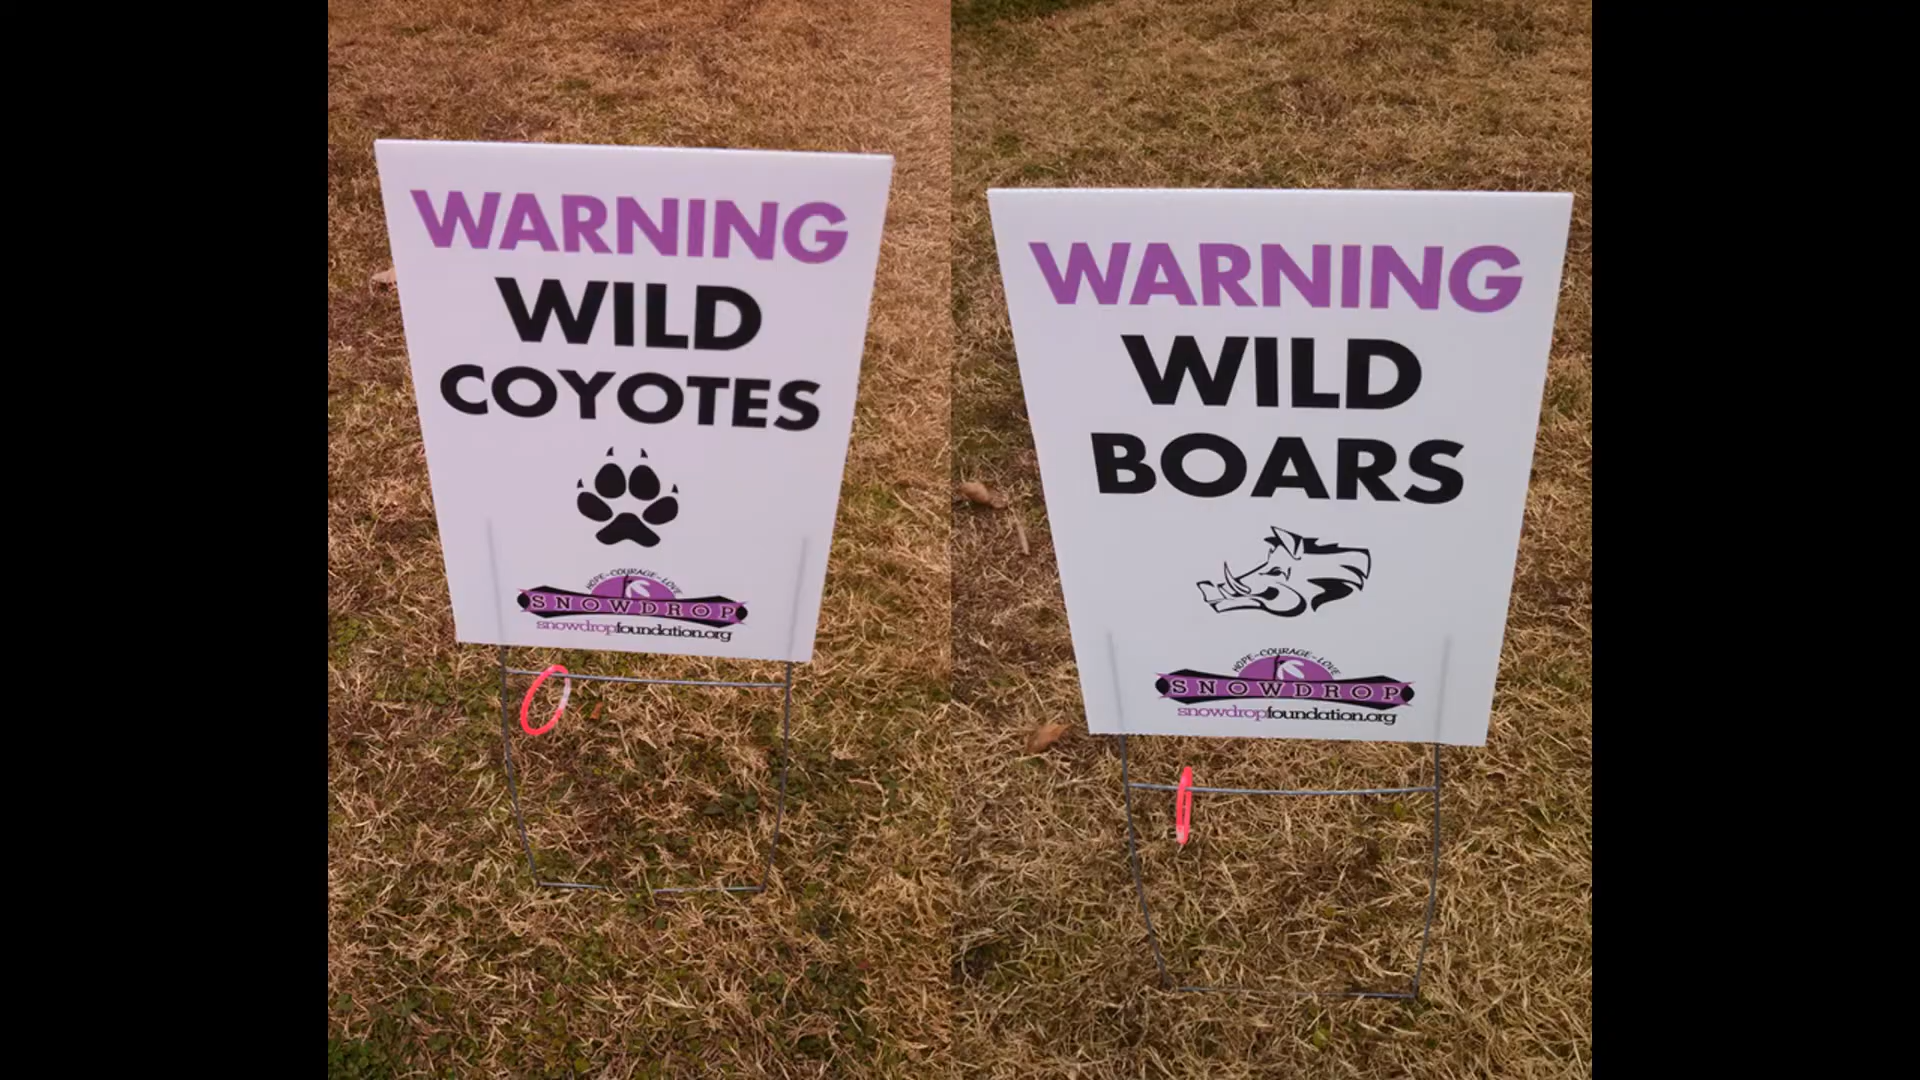 WARNING
WILD
COYOTES
HOPE~COURAGE~LOVE
SNOWDROP
snowdropfoundation.org
WARNING
WILD
BOARS
HOPE~COURAGE~LOVE
SNOWDROP
snowdropfoundation.org